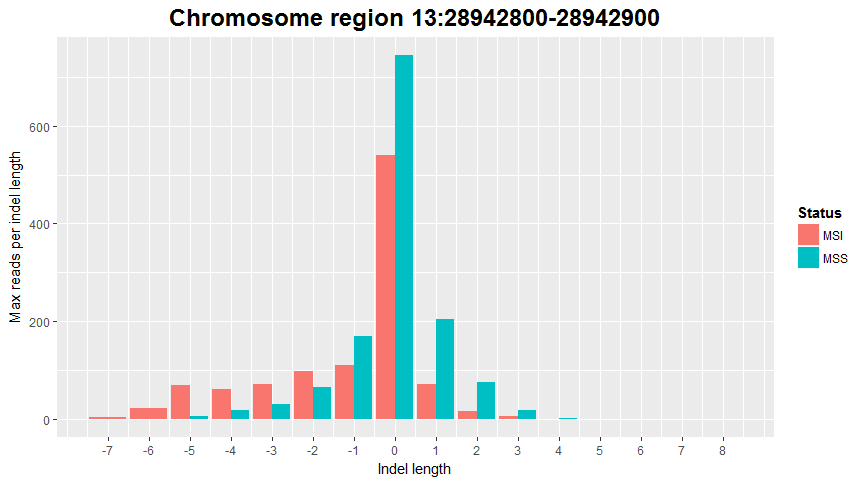 Chromosome region 13:28942800-28942900
Max reads per indel length
600
400
200
0
-7 -6 -5 -4 -3 -2 -1 0 1 2 3 4 5 6 7 8
Indel length
Status
MSI
MSS